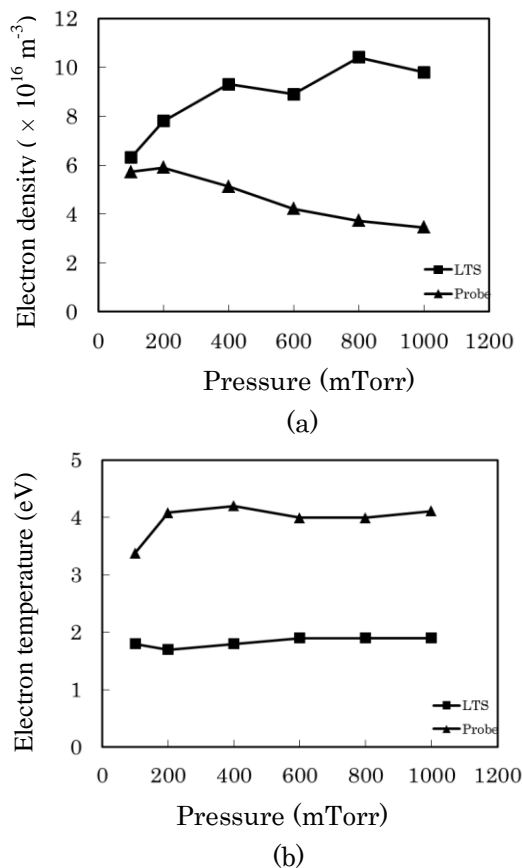 12
10
8
6
4
2
0
Electron density ( × 10^16 m^-3)
LTS
Probe
0 200 400 600 800 1000 1200
Pressure (mTorr)
(a)
5
4
3
2
1
0
Electron temperature (eV)
LTS
Probe
0 200 400 600 800 1000 1200
Pressure (mTorr)
(b)